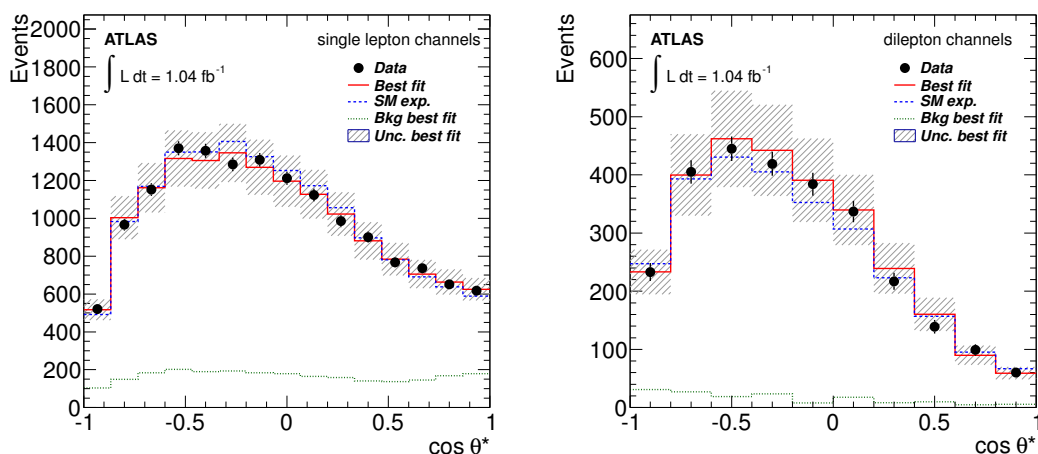 Events
2000
1800
1600
1400
1200
1000
800
600
400
200
0
-1 -0.5 0 0.5 1
cos θ*
ATLAS single lepton channels
∫ L dt = 1.04 fb⁻¹
Data
Best fit
SM exp.
Bkg best fit
Unc. best fit
Events
600
500
400
300
200
100
0
-1 -0.5 0 0.5 1
cos θ*
ATLAS dilepton channels
∫ L dt = 1.04 fb⁻¹
Data
Best fit
SM exp.
Bkg best fit
Unc. best fit